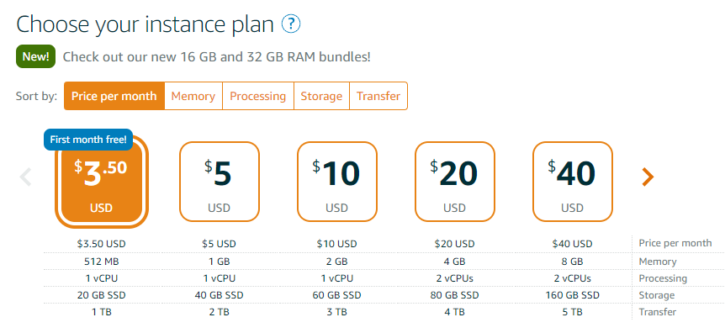 Choose your instance plan ?
New! Check out our new 16 GB and 32 GB RAM bundles!
Sort by: Price per month Memory Processing Storage Transfer
First month free!
$3.50 $5 $10 $20 $40
USD USD USD USD USD
$3.50 USD $5 USD $10 USD $20 USD $40 USD Price per month
512 MB 1 GB 2 GB 4 GB 8 GB Memory
1 vCPU 1 vCPU 1 vCPU 2 vCPUs 2 vCPUs Processing
20 GB SSD 40 GB SSD 60 GB SSD 80 GB SSD 160 GB SSD Storage
1 TB 2 TB 3 TB 4 TB 5 TB Transfer